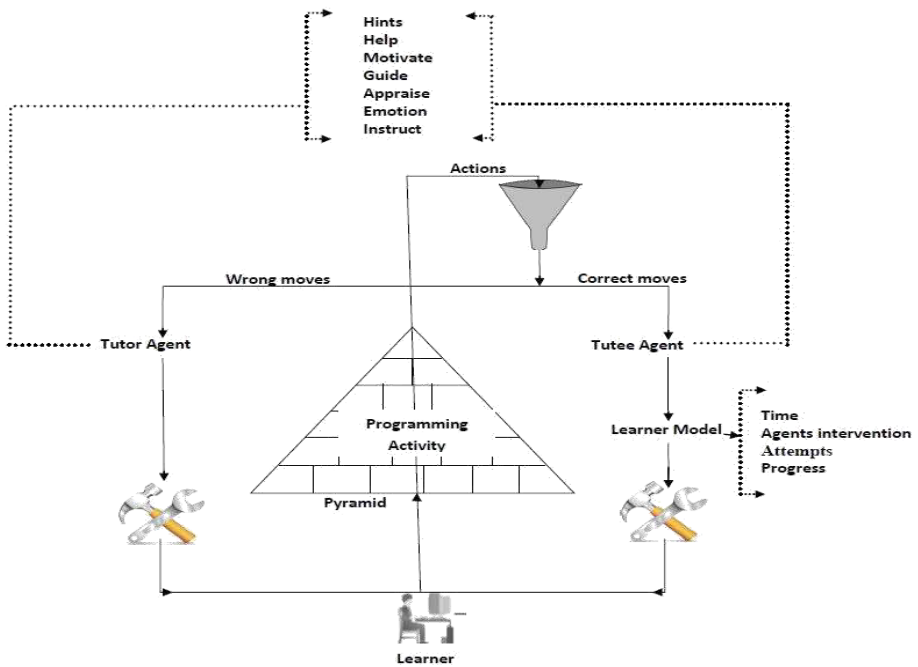 Hints
Help
Motivate
Guide
Appraise
Emotion
Instruct
Actions
Wrong moves
Correct moves
Tutor Agent
Tutee Agent
Programming
Activity
Learner Model
Time
Agents intervention
Attempts
Progress
Pyramid
Learner